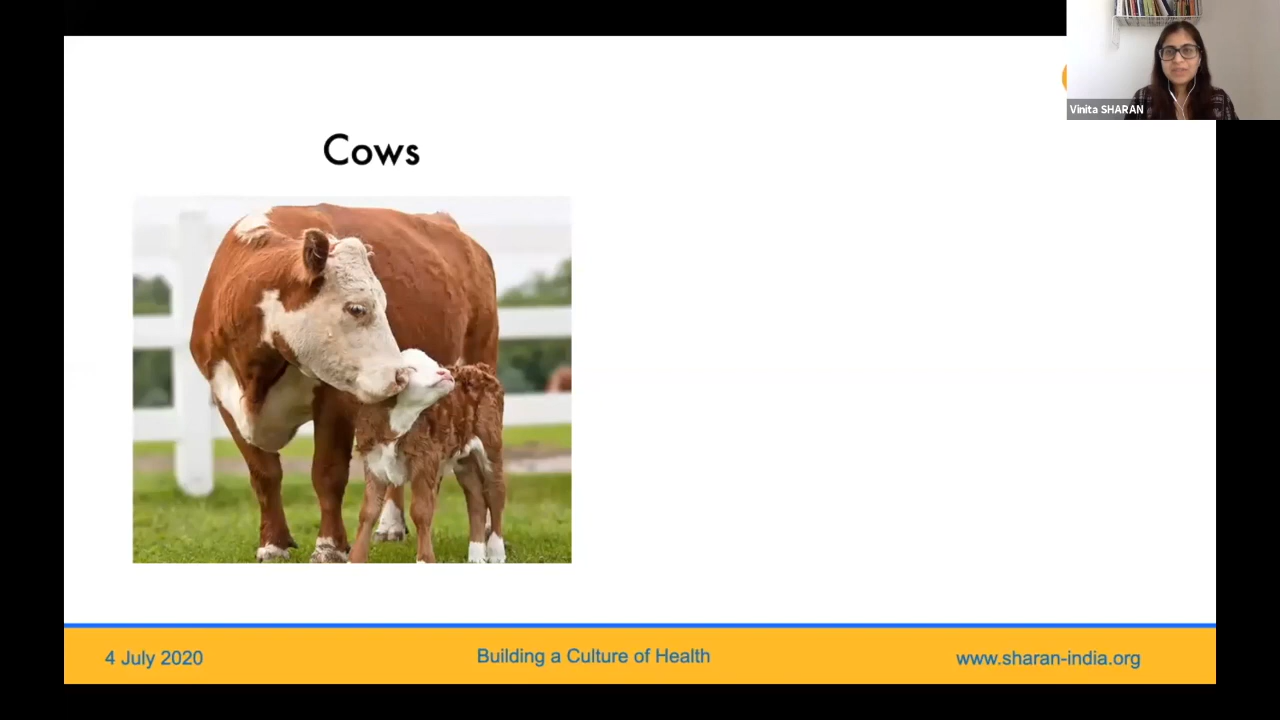 Vinita SHARAN
Cows
4 July 2020
Building a Culture of Health
www.sharan-india.org